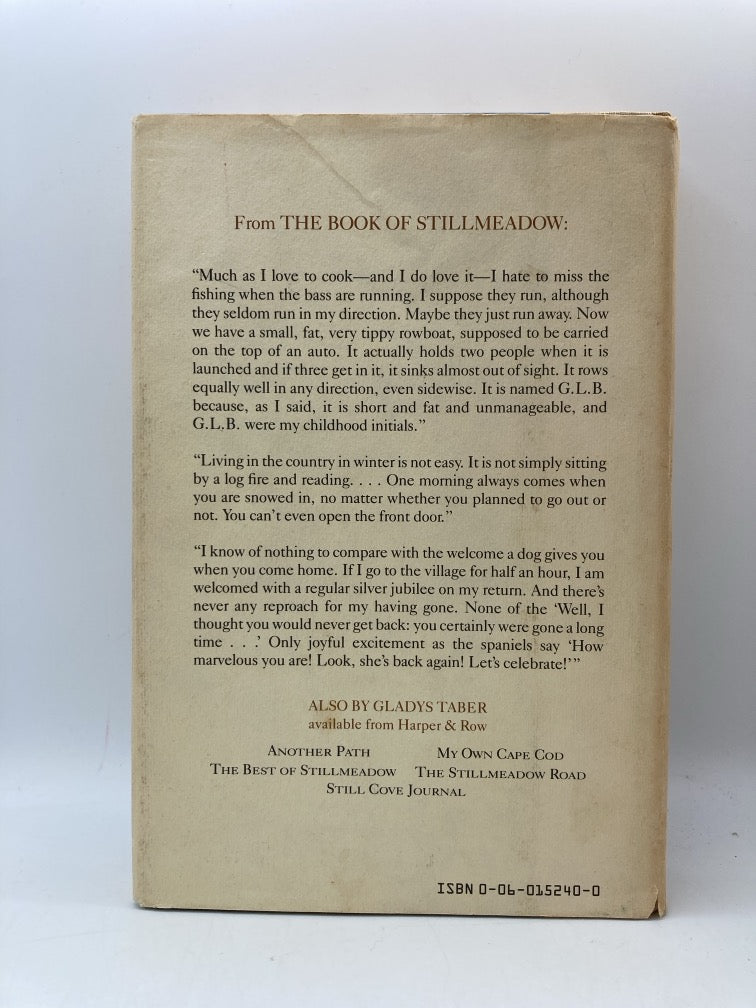 From THE BOOK OF STILLMEADOW:
“Much as I love to cook—and I do love it—I hate to miss the
fishing when the bass are running. I suppose they run, although
they seldom run in my direction. Maybe they just run away. Now
we have a small, fat, very tippy rowboat, supposed to be carried
on the top of an auto. It actually holds two people when it is
launched and if three get in it, it sinks almost out of sight. It rows
equally well in any direction, even sidewise. It is named G.L.B.
because, as I said, it is short and fat and unmanageable, and
G.L.B. were my childhood initials.”
“Living in the country in winter is not easy. It is not simply sitting
by a log fire and reading. . . . One morning always comes when
you are snowed in, no matter whether you planned to go out or
not. You can’t even open the front door.”
“I know of nothing to compare with the welcome a dog gives you
when you come home. If I go to the village for half an hour, I am
welcomed with a regular silver jubilee on my return. And there’s
never any reproach for my having gone. None of the ‘Well, I
thought you would never get back: you certainly were gone a long
time . . .’ Only joyful excitement as the spaniels say ‘How
marvelous you are! Look, she’s back again! Let’s celebrate!’”
ALSO BY GLADYS TABER
available from Harper & Row
ANOTHER PATH MY OWN CAPE COD
THE BEST OF STILLMEADOW THE STILLMEADOW ROAD
STILL COVE JOURNAL
ISBN 0-06-015240-0